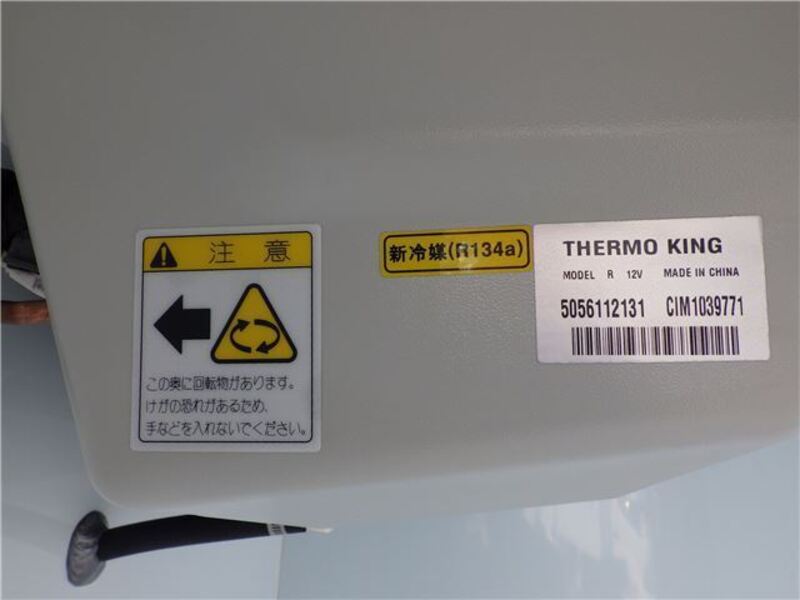 注意
この奥に回転物があります。
けがの恐れがあるため、
手などを入れないでください。
新冷媒(R134a)
THERMO KING
MODEL R 12V MADE IN CHINA
5056112131 CIM1039771